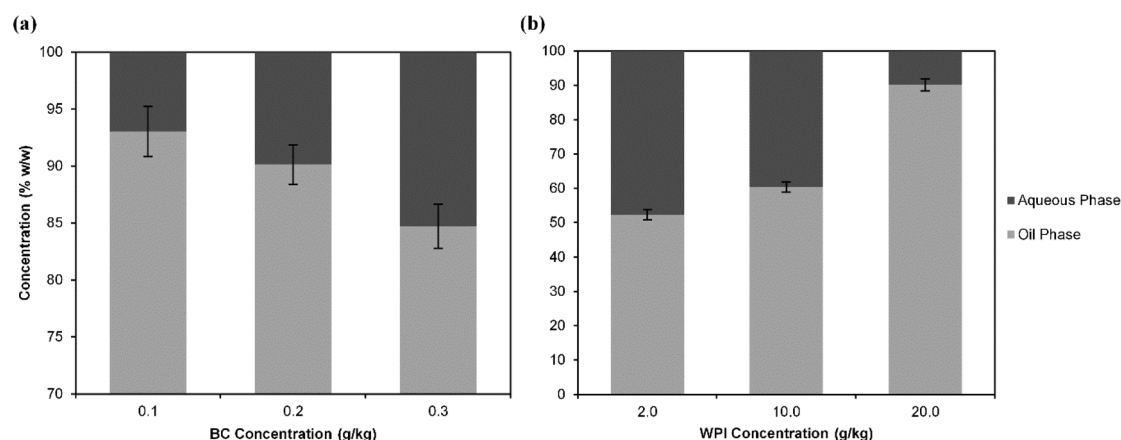 (a)
Concentration (% w/w)
100
95
90
85
80
75
70
0.1 0.2 0.3
BC Concentration (g/kg)
(b)
100
90
80
70
60
50
40
30
20
10
0
2.0 10.0 20.0
WPI Concentration (g/kg)
Aqueous Phase
Oil Phase